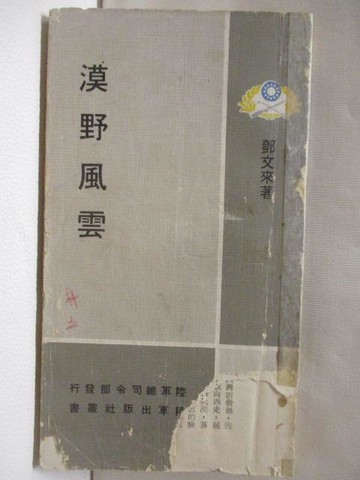 漠野風雲
鄧文來著
陸軍總司令部發行
陸軍出版社叢書